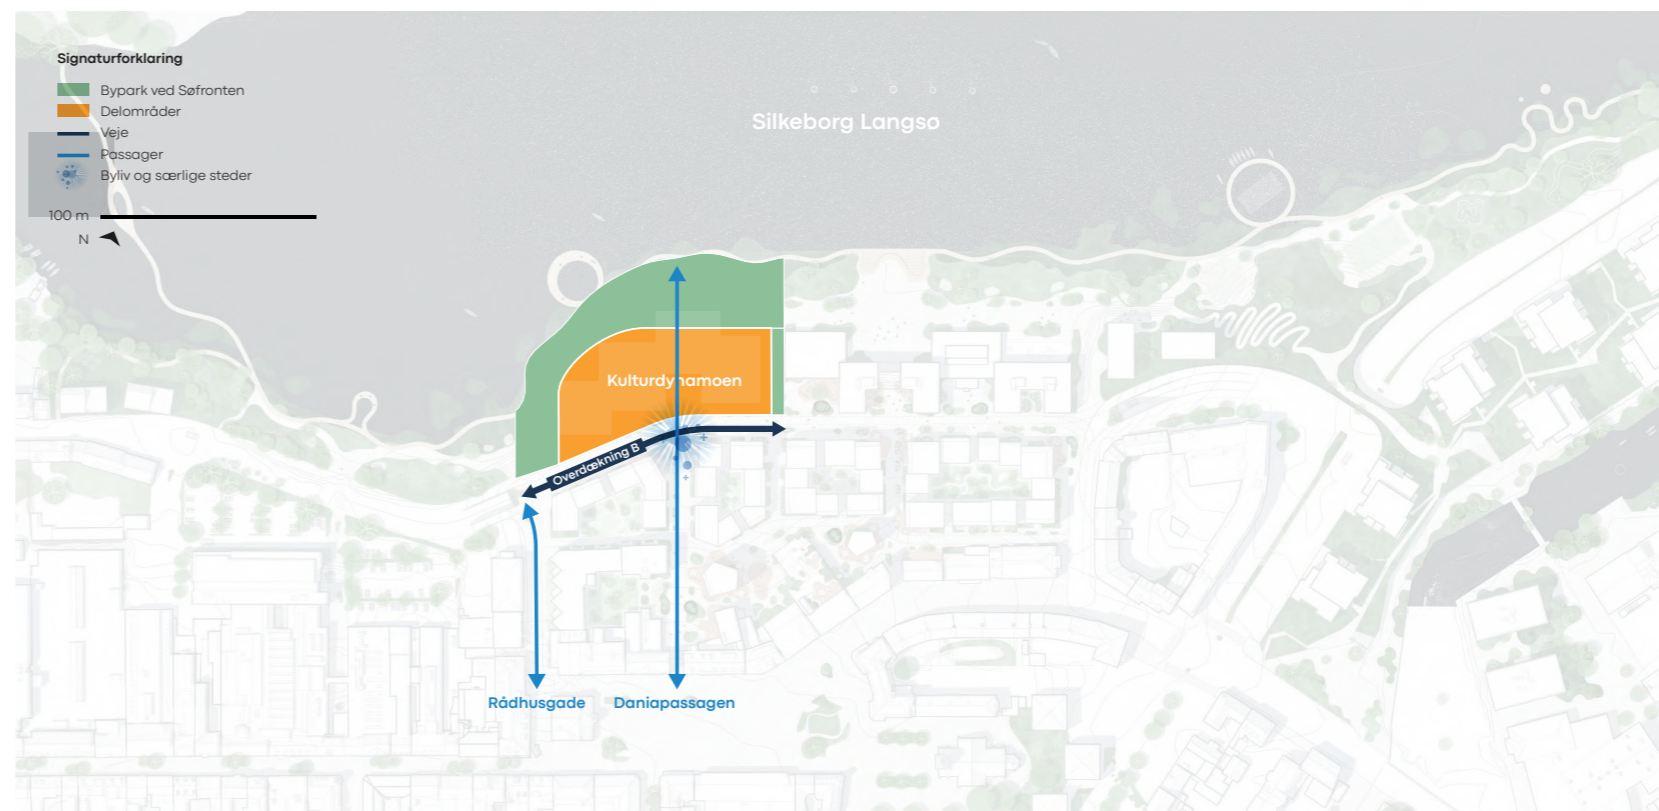 Signaturforklaring
Bypark ved Søfronten
Delområder
Veje
Passager
Byliv og særlige steder
100 m
N
Silkeborg Langsø
Kulturdynamoen
Overdækning B
Rådhusgade
Daniapassagen